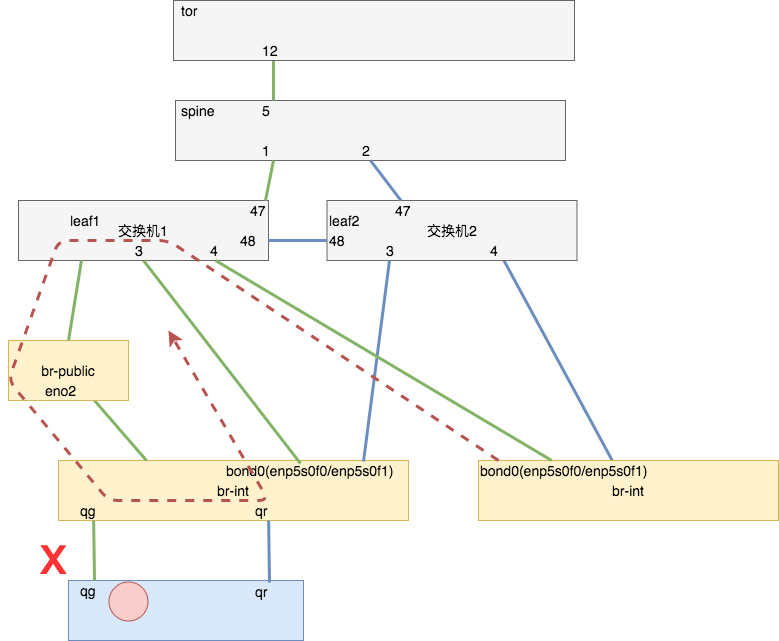 tor
12
spine
5
1
2
47
leaf1
交换机1
48
3
4
47
leaf2
交换机2
48
3
4
br-public
eno2
bond0(enp5s0f0/enp5s0f1)
br-int
qg
qr
bond0(enp5s0f0/enp5s0f1)
br-int
X
qg
qr